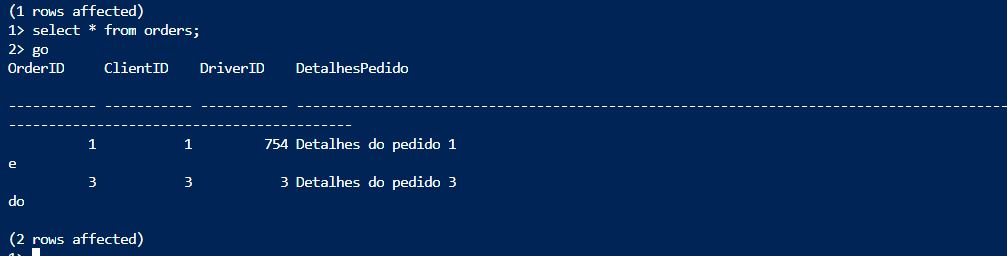 (1 rows affected)
1> select * from orders;
2> go
OrderID     ClientID    DriverID    DetalhesPedido

----------- ----------- ----------- -----------------------------------------------------------------------------------------
-------------------------------------------
          1           1         754 Detalhes do pedido 1
e
          3           3           3 Detalhes do pedido 3
do

(2 rows affected)
1>